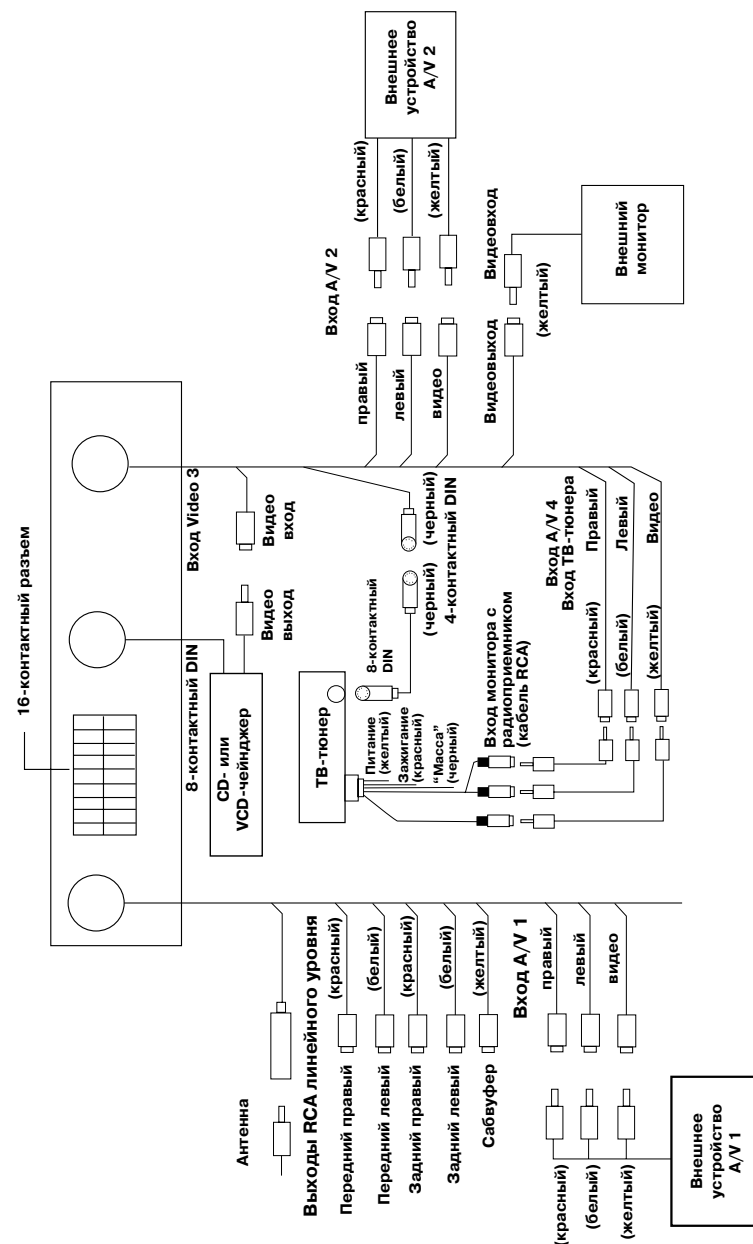 16-контактный разъем
8-контактный DIN
CD- или
VCD-чейнджер
Вход Video 3
Видео
вход
Видео
выход
Вход A/V 2
правый
левый
видео
(красный)
(белый)
(желтый)
Внешнее
устройство
A/V 2
Видеовыход
Видеовход
(желтый)
Внешний
монитор
(черный)
(черный)
4-контактный DIN
8-контактный
DIN
ТВ-тюнер
Питание
(желтый)
Зажигание
(красный)
“Масса”
(черный)
Вход монитора с
радиоприемником
(кабель RCA)
Вход A/V 4
Вход ТВ-тюнера
Правый
Левый
Видео
(красный)
(белый)
(желтый)
Антенна
Выходы RCA линейного уровня
Передний правый
(красный)
Передний левый
(белый)
Задний правый
(красный)
Задний левый
(белый)
Сабвуфер
(желтый)
Вход A/V 1
правый
левый
видео
(красный)
(белый)
(желтый)
Внешнее
устройство
A/V 1